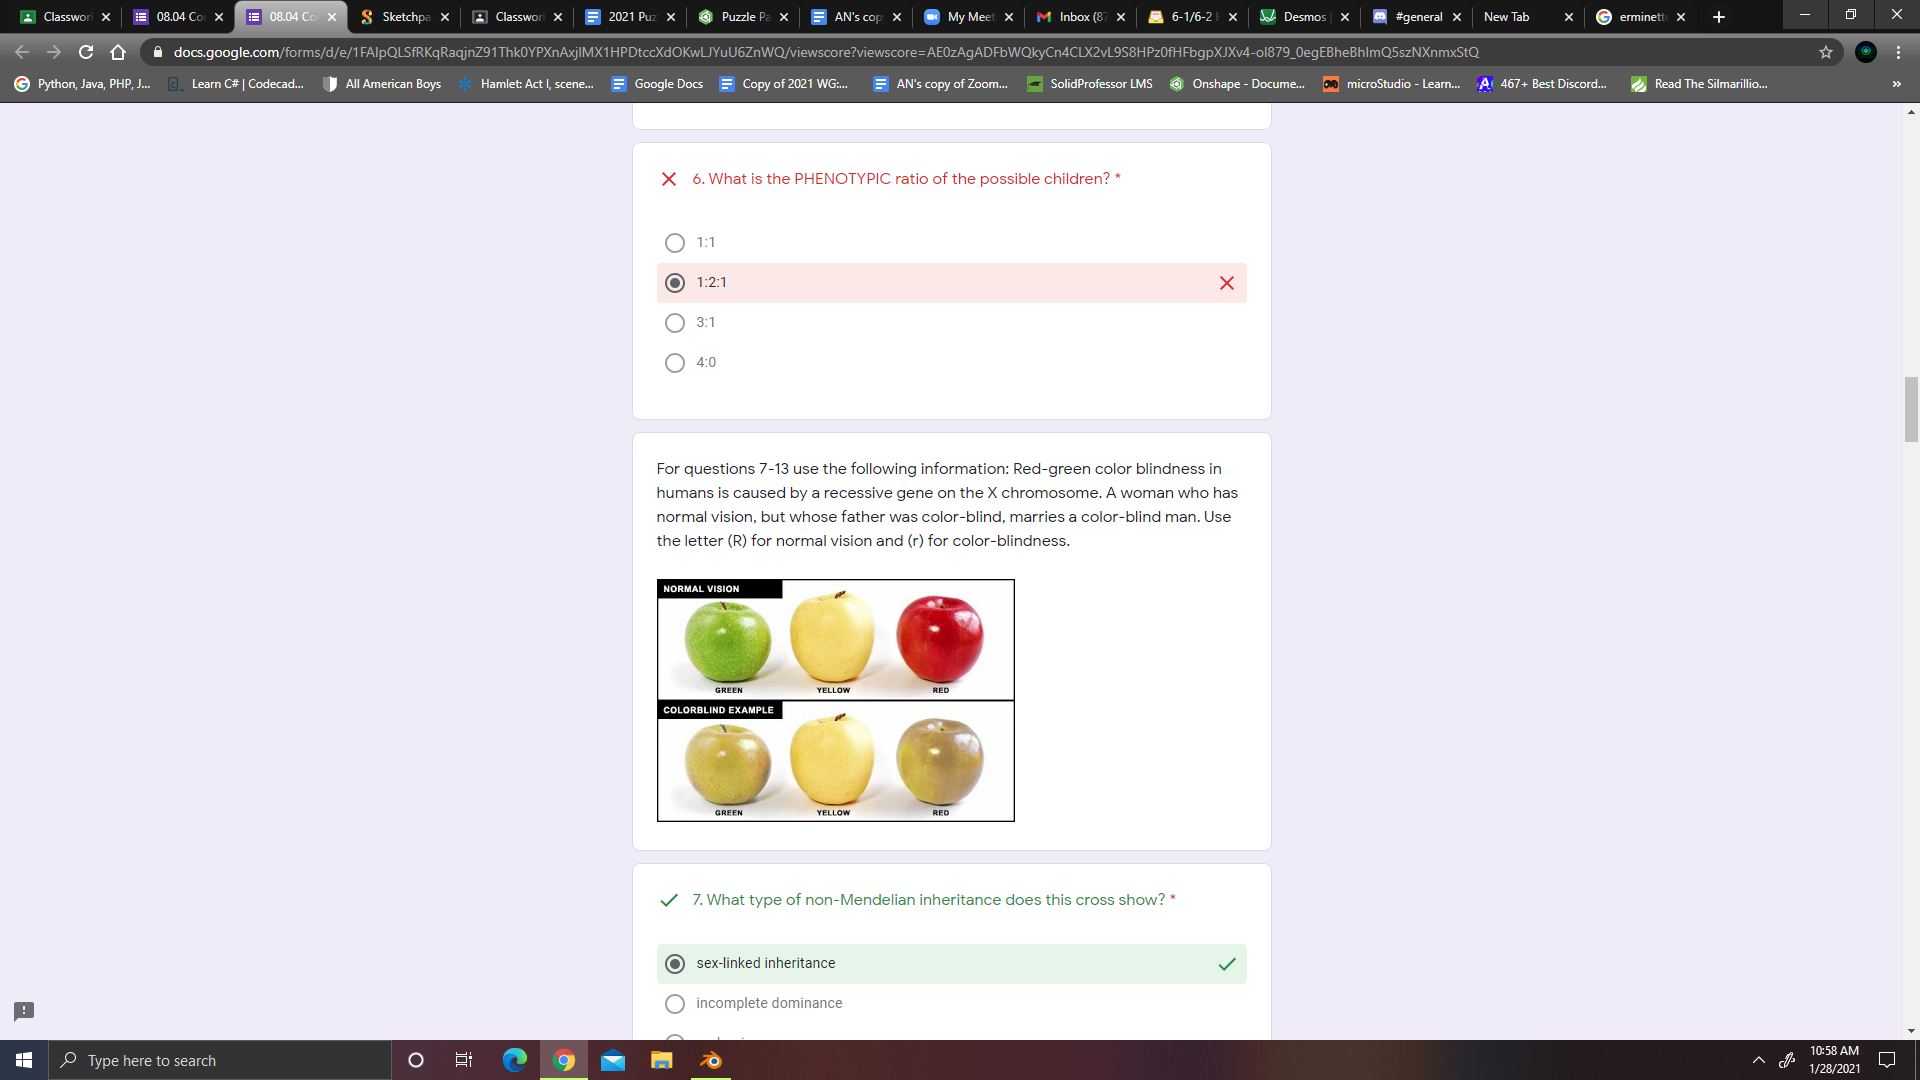 Classwor
08.04 Co
08.04 Co
Sketchpa
Classwor
2021 Puz
Puzzle Pa
AN's cop
My Meet
Inbox (87
6-1/6-2
Desmos
#general
New Tab
erminette
docs.google.com/forms/d/e/1FAIpQLSfRKqRaqjnZ91Thk0YPXnAxjIMX1HPDtccXdOKwLJYuU6ZnWQ/viewscore?viewscore=AE0zAgADFbWQkyCn4CLX2vL9S8HPz0fHFbgpXJXv4-oI879_0egEBheBhImQ5szNXnmxStQ
Python, Java, PHP, J...
Learn C# | Codecad...
All American Boys
Hamlet: Act I, scene...
Google Docs
Copy of 2021 WG:...
AN's copy of Zoom...
SolidProfessor LMS
Onshape - Docume...
microStudio - Learn...
467+ Best Discord...
Read The Silmarillio...
6. What is the PHENOTYPIC ratio of the possible children? *
1:1
1:2:1
3:1
4:0
For questions 7-13 use the following information: Red-green color blindness in
humans is caused by a recessive gene on the X chromosome. A woman who has
normal vision, but whose father was color-blind, marries a color-blind man. Use
the letter (R) for normal vision and (r) for color-blindness.
NORMAL VISION
GREEN YELLOW RED
COLORBLIND EXAMPLE
GREEN YELLOW RED
7. What type of non-Mendelian inheritance does this cross show? *
sex-linked inheritance
incomplete dominance
Type here to search
10:58 AM
1/28/2021